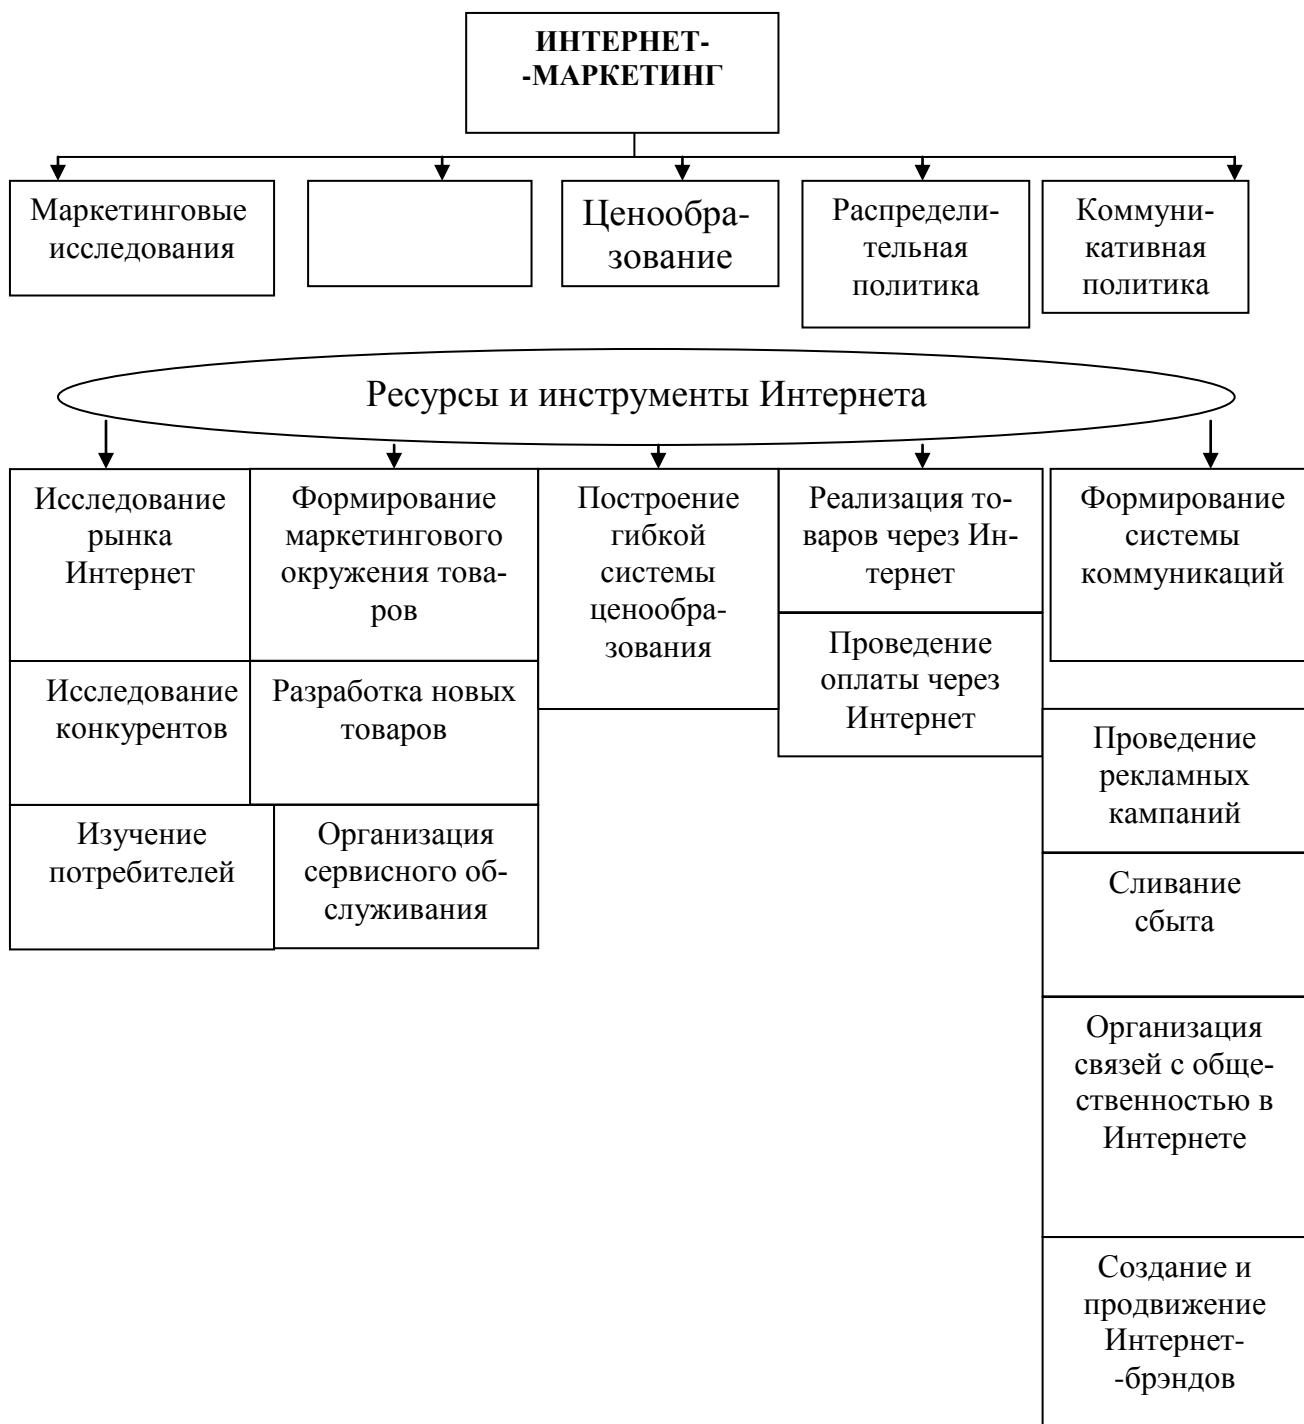 ИНТЕРНЕТ-
-МАРКЕТИНГ
Маркетинговые
исследования
Ценообра-
зование
Распредели-
тельная
политика
Коммуни-
кативная
политика
Ресурсы и инструменты Интернета
Исследование
рынка
Интернет
Формирование
маркетингового
окружения това-
ров
Построение
гибкой
системы
ценообра-
зования
Реализация то-
варов через Ин-
тернет
Формирование
системы
коммуникаций
Исследование
конкурентов
Разработка новых
товаров
Проведение
оплаты через
Интернет
Проведение
рекламных
кампаний
Изучение
потребителей
Организация
сервисного об-
служивания
Сливание
сбыта
Организация
связей с обще-
ственностью в
Интернете
Создание и
продвижение
Интернет-
-брэндов